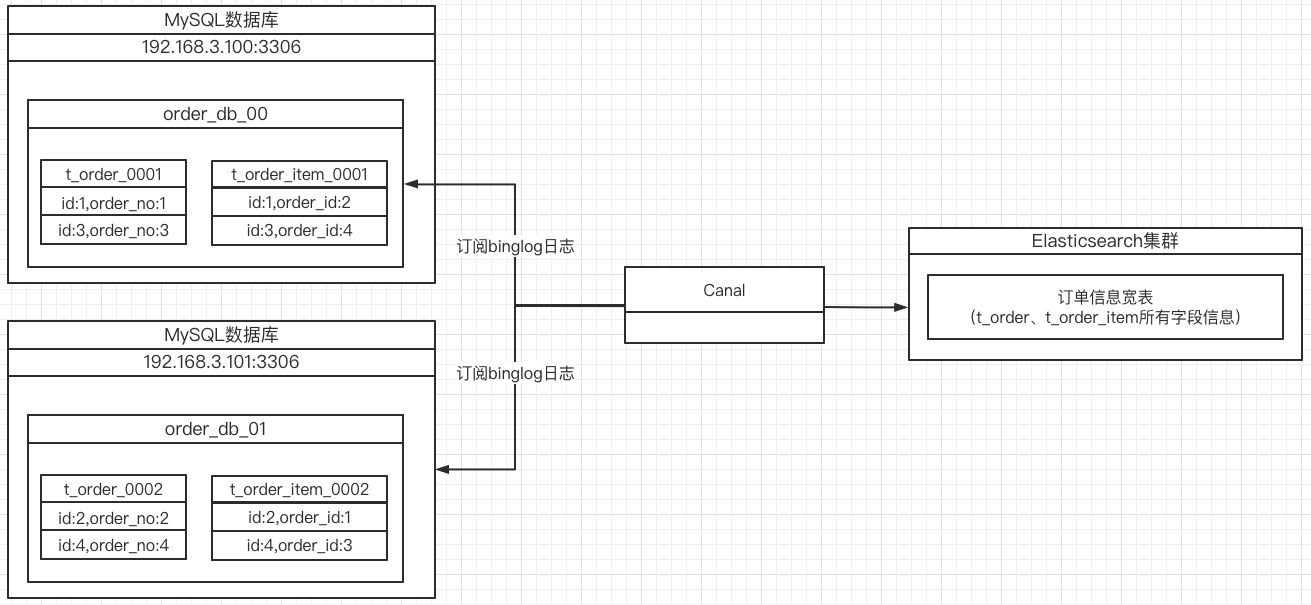 MySQL数据库
192.168.3.100:3306
order_db_00
t_order_0001
id:1,order_no:1
id:3,order_no:3
t_order_item_0001
id:1,order_id:2
id:3,order_id:4
MySQL数据库
192.168.3.101:3306
order_db_01
t_order_0002
id:2,order_no:2
id:4,order_no:4
t_order_item_0002
id:2,order_id:1
id:4,order_id:3
订阅binglog日志
订阅binglog日志
Canal
Elasticsearch集群
订单信息宽表
（t_order、t_order_item所有字段信息）